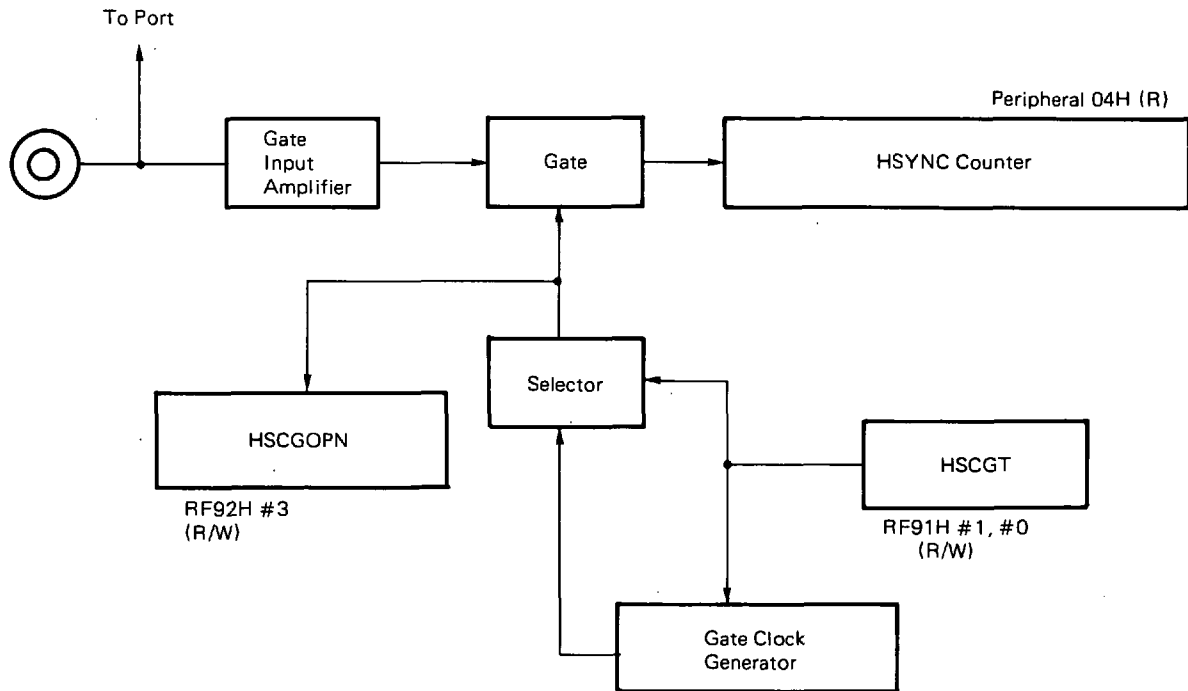 To Port
Peripheral 04H (R)
Gate
Input
Amplifier
Gate
HSYNC Counter
Selector
HSCGOPN
HSCGT
RF92H #3
(R/W)
RF91H #1, #0
(R/W)
Gate Clock
Generator